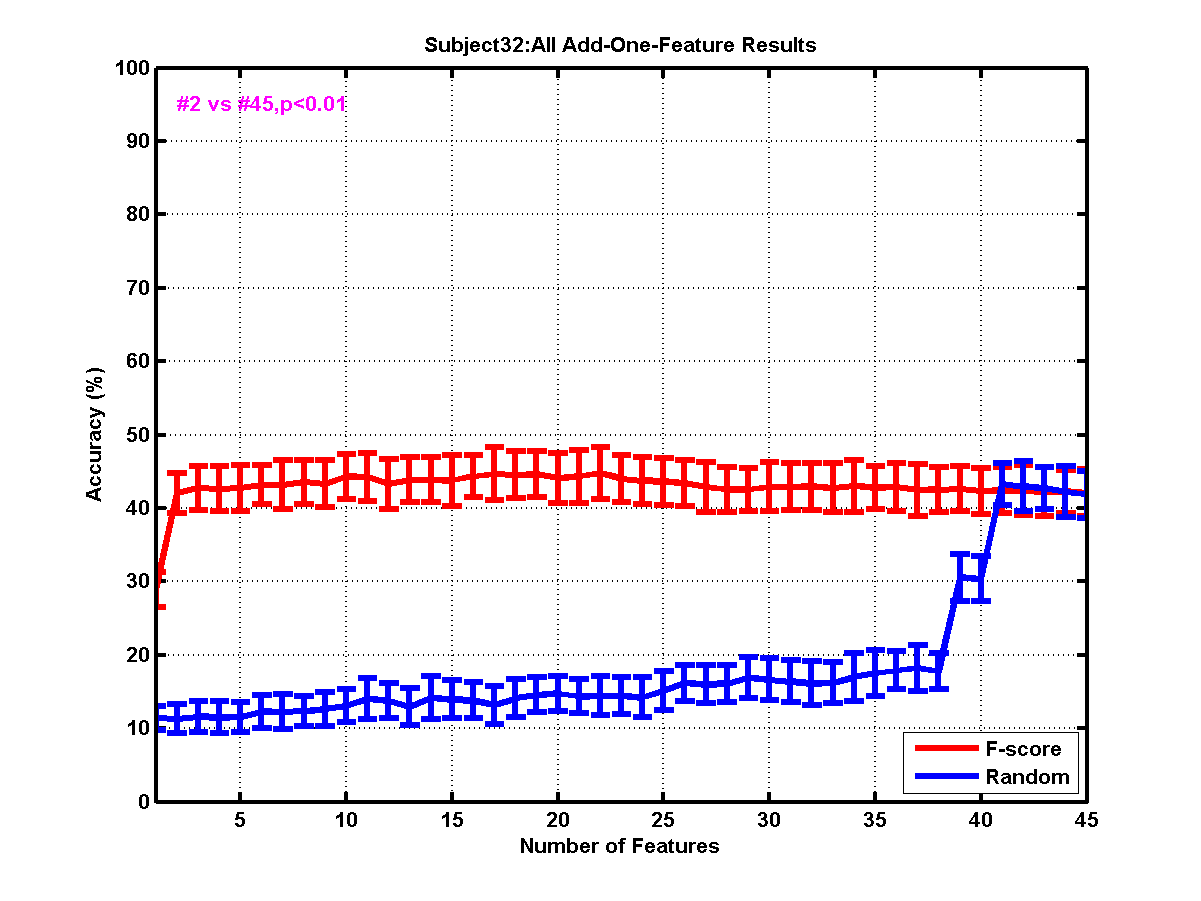 Subject32:All Add-One-Feature Results
#2 vs #45,p<0.01
100
90
80
70
60
50
40
30
20
10
0
Accuracy (%)
5 10 15 20 25 30 35 40 45
Number of Features
F-score
Random